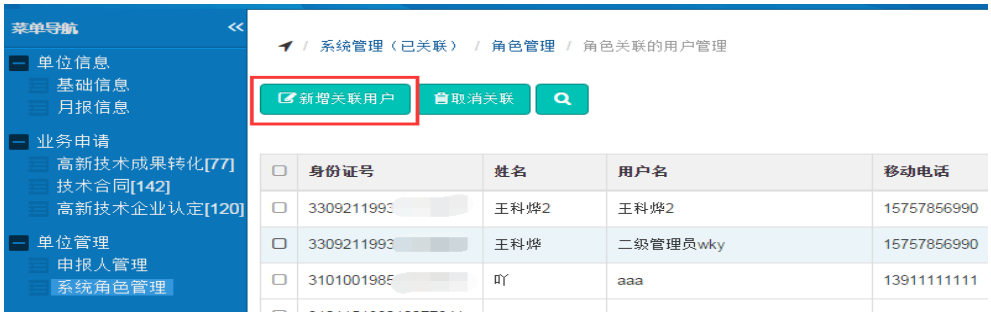 菜单导航 «
单位信息
基础信息
月报信息
业务申请
高新技术成果转化[77]
技术合同[142]
高新技术企业认定[120]
单位管理
申报人管理
系统角色管理
/ 系统管理（已关联） / 角色管理 / 角色关联的用户管理
新增关联用户 取消关联
身份证号 姓名 用户名 移动电话
3309211993 王科烨2 王科烨2 15757856990
3309211993 王科烨 二级管理员wky 15757856990
3101001985 吖 aaa 13911111111